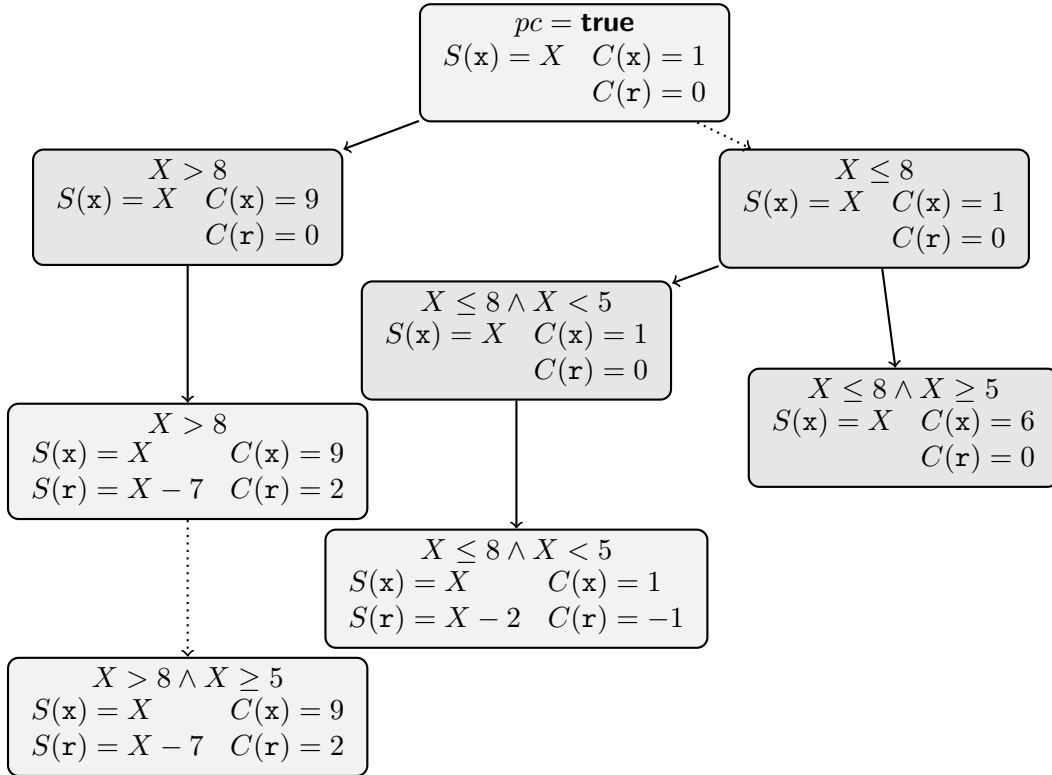 pc = true
S(x) = X C(x) = 1
C(r) = 0
X > 8
S(x) = X C(x) = 9
C(r) = 0
X ≤ 8
S(x) = X C(x) = 1
C(r) = 0
X ≤ 8 ∧ X < 5
S(x) = X C(x) = 1
C(r) = 0
X ≤ 8 ∧ X ≥ 5
S(x) = X C(x) = 6
C(r) = 0
X > 8
S(x) = X C(x) = 9
S(r) = X − 7 C(r) = 2
X ≤ 8 ∧ X < 5
S(x) = X C(x) = 1
S(r) = X − 2 C(r) = −1
X > 8 ∧ X ≥ 5
S(x) = X C(x) = 9
S(r) = X − 7 C(r) = 2